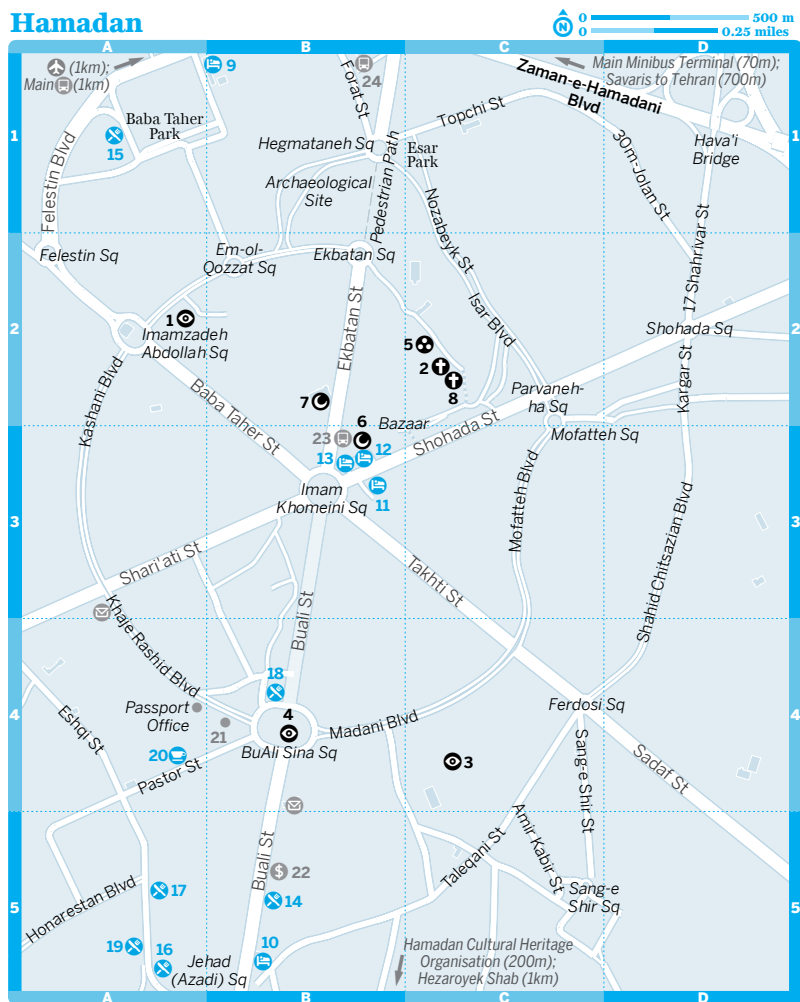 Hamadan
N
0 500 m
0 0.25 miles
A B C D
(1km);
Main (1km)
9
Forat St
24
Main Minibus Terminal (70m);
Savaris to Tehran (700m)
Zaman-e-Hamadani
Blvd
1
1
Baba Taher
Park
15
Felestin Blvd
Hegmataneh Sq
Topchi St
Esar
Park
30m-Jolan St
Hava'i
Bridge
Archaeological
Site
Pedestrian Path
Nozabeyk St
Felestin Sq
Em-ol-
Qozzat Sq
Ekbatan Sq
17 Shahrivar St
2
2
1
Imamzadeh
Abdollah Sq
Ekbatan St
Isar Blvd
5
2
8
Shohada Sq
Kashani Blvd
Baba Taher St
7
6
Bazaar
Shohada St
Parvaneh-
ha Sq
Kargar St
Mofatteh Sq
23
12
13
11
3
3
Imam
Khomeini Sq
Mofatteh Blvd
Shari'ati St
Takhti St
Shahid Chitsazian Blvd
Khaje Rashid Blvd
Buali St
18
4
4
Passport
Office
21
4
Madani Blvd
Ferdosi Sq
Eshqi St
20
BuAli Sina Sq
3
Pastor St
Sang-e Shir St
Sadaf St
Buali St
22
Amir Kabir St
Taleqani St
5
5
17
14
Sang-e
Shir Sq
Honarestan Blvd
19
16
10
Jehad
(Azadi) Sq
Hamadan Cultural Heritage
Organisation (200m);
Hezaroyek Shab (1km)
$
A B C D